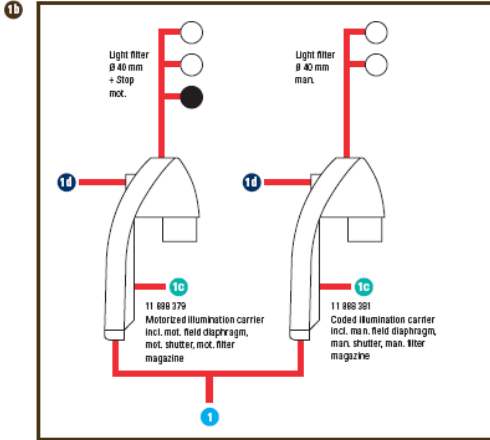 1b
Light filter
Ø 40 mm
+ Stop
mot.
Light filter
Ø 40 mm
man.
1d
1d
1c
1c
11 888 379
Motorized illumination carrier
incl. mot. field diaphragm,
mot. shutter, mot. filter
magazine
11 888 381
Coded illumination carrier
incl. man. field diaphragm,
man. shutter, man. filter
magazine
1